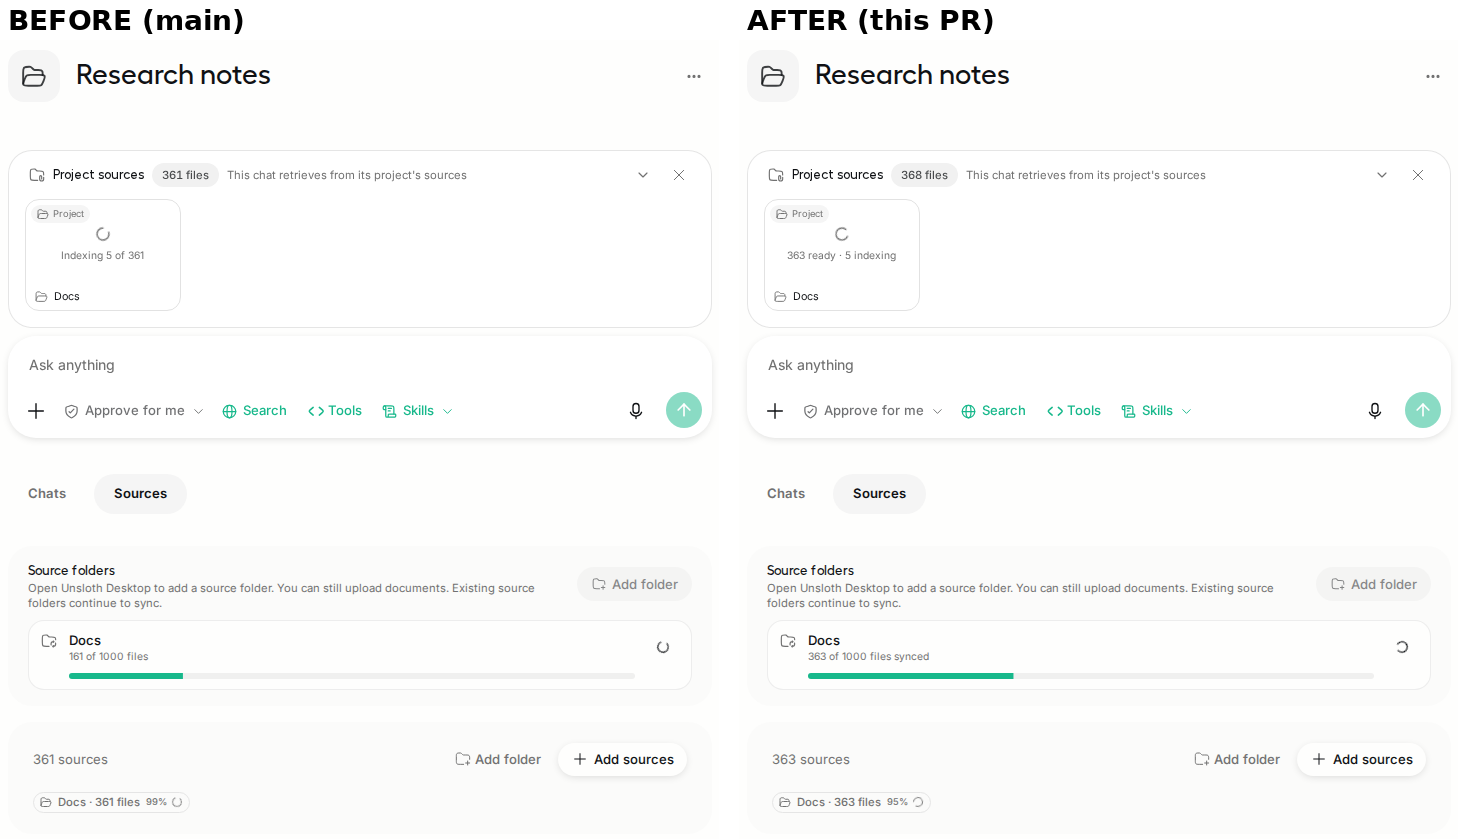 BEFORE (main)
Research notes
Project sources 361 files This chat retrieves from its project's sources
Project
Indexing 5 of 361
Docs
Ask anything
Approve for me Search Tools Skills
Chats Sources
Source folders
Open Unsloth Desktop to add a source folder. You can still upload documents. Existing source
folders continue to sync.
Add folder
Docs
161 of 1000 files
361 sources Add folder Add sources
Docs · 361 files 99%
AFTER (this PR)
Research notes
Project sources 368 files This chat retrieves from its project's sources
Project
363 ready · 5 indexing
Docs
Ask anything
Approve for me Search Tools Skills
Chats Sources
Source folders
Open Unsloth Desktop to add a source folder. You can still upload documents. Existing source
folders continue to sync.
Add folder
Docs
363 of 1000 files synced
363 sources Add folder Add sources
Docs · 363 files 95%